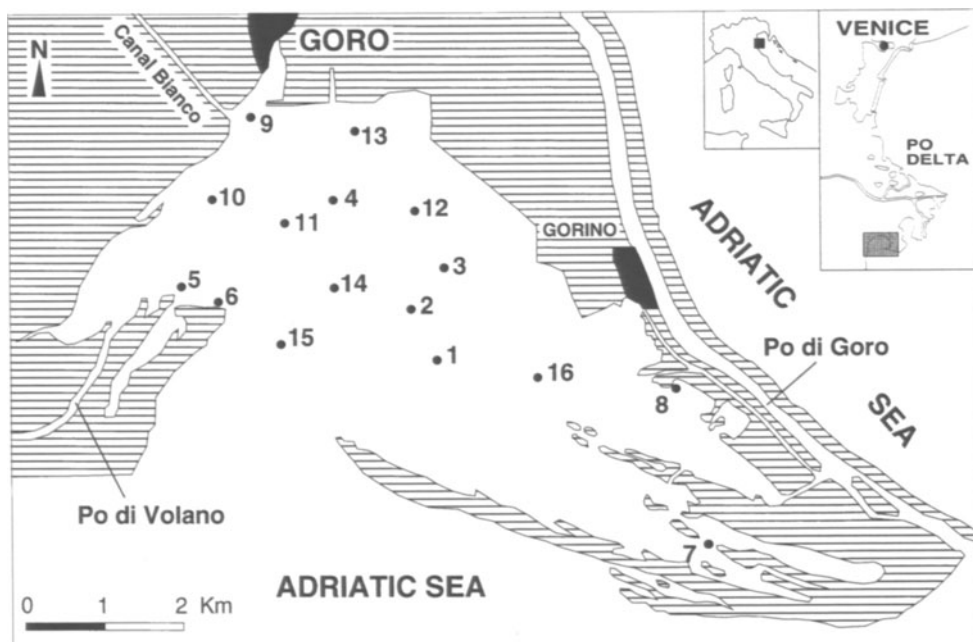 N
Canal Bianco
GORO
VENICE
PO
DELTA
9
13
10
4
12
11
GORINO
ADRIATIC
SEA
3
5
6
14
2
15
1
16
8
Po di Goro
Po di Volano
7
ADRIATIC SEA
0 1 2 Km